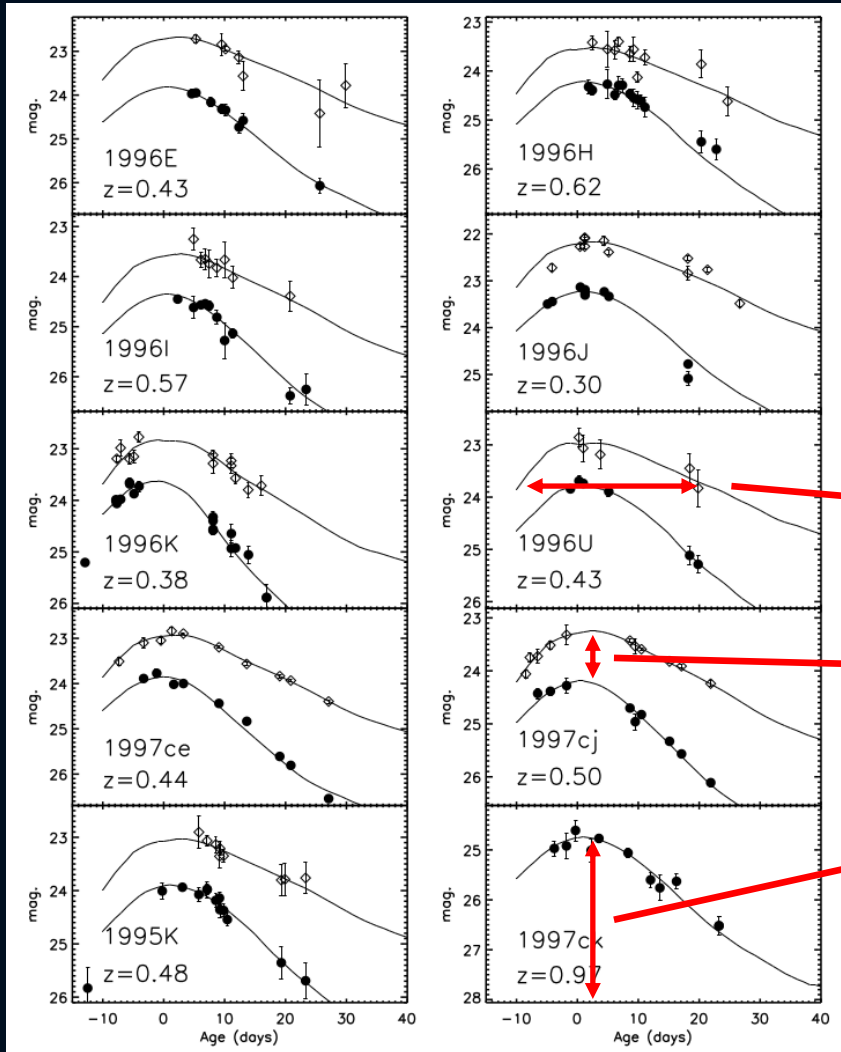 mag.
23
24
25
26
1996E
z=0.43
mag.
23
24
25
26
1996H
z=0.62
mag.
23
24
25
26
1996I
z=0.57
mag.
22
23
24
25
1996J
z=0.30
mag.
23
24
25
26
1996K
z=0.38
mag.
23
24
25
26
1996U
z=0.43
mag.
23
24
25
26
1997ce
z=0.44
mag.
23
24
25
26
1997cj
z=0.50
mag.
23
24
25
26
1995K
z=0.48
-10 0 10 20 30 40
Age (days)
mag.
25
26
27
28
1997ck
z=0.97
-10 0 10 20 30 40
Age (days)